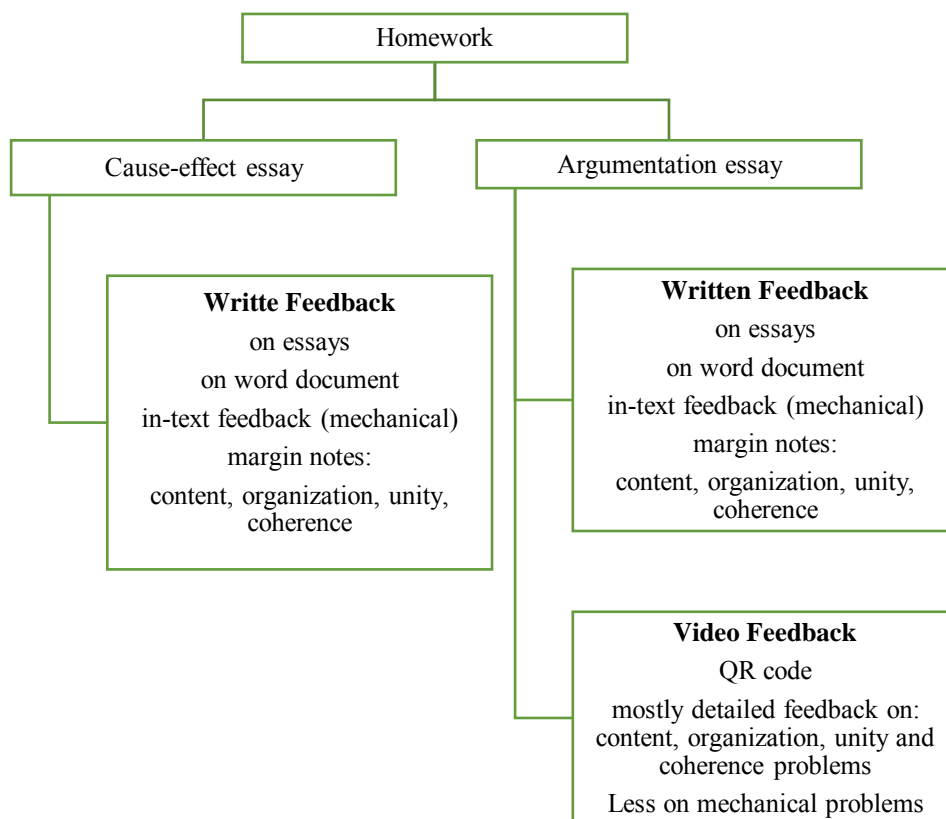 Homework
Cause-effect essay
Argumentation essay
Writte Feedback
on essays
on word document
in-text feedback (mechanical)
margin notes:
content, organization, unity,
coherence
Written Feedback
on essays
on word document
in-text feedback (mechanical)
margin notes:
content, organization, unity,
coherence
Video Feedback
QR code
mostly detailed feedback on:
content, organization, unity and
coherence problems
Less on mechanical problems